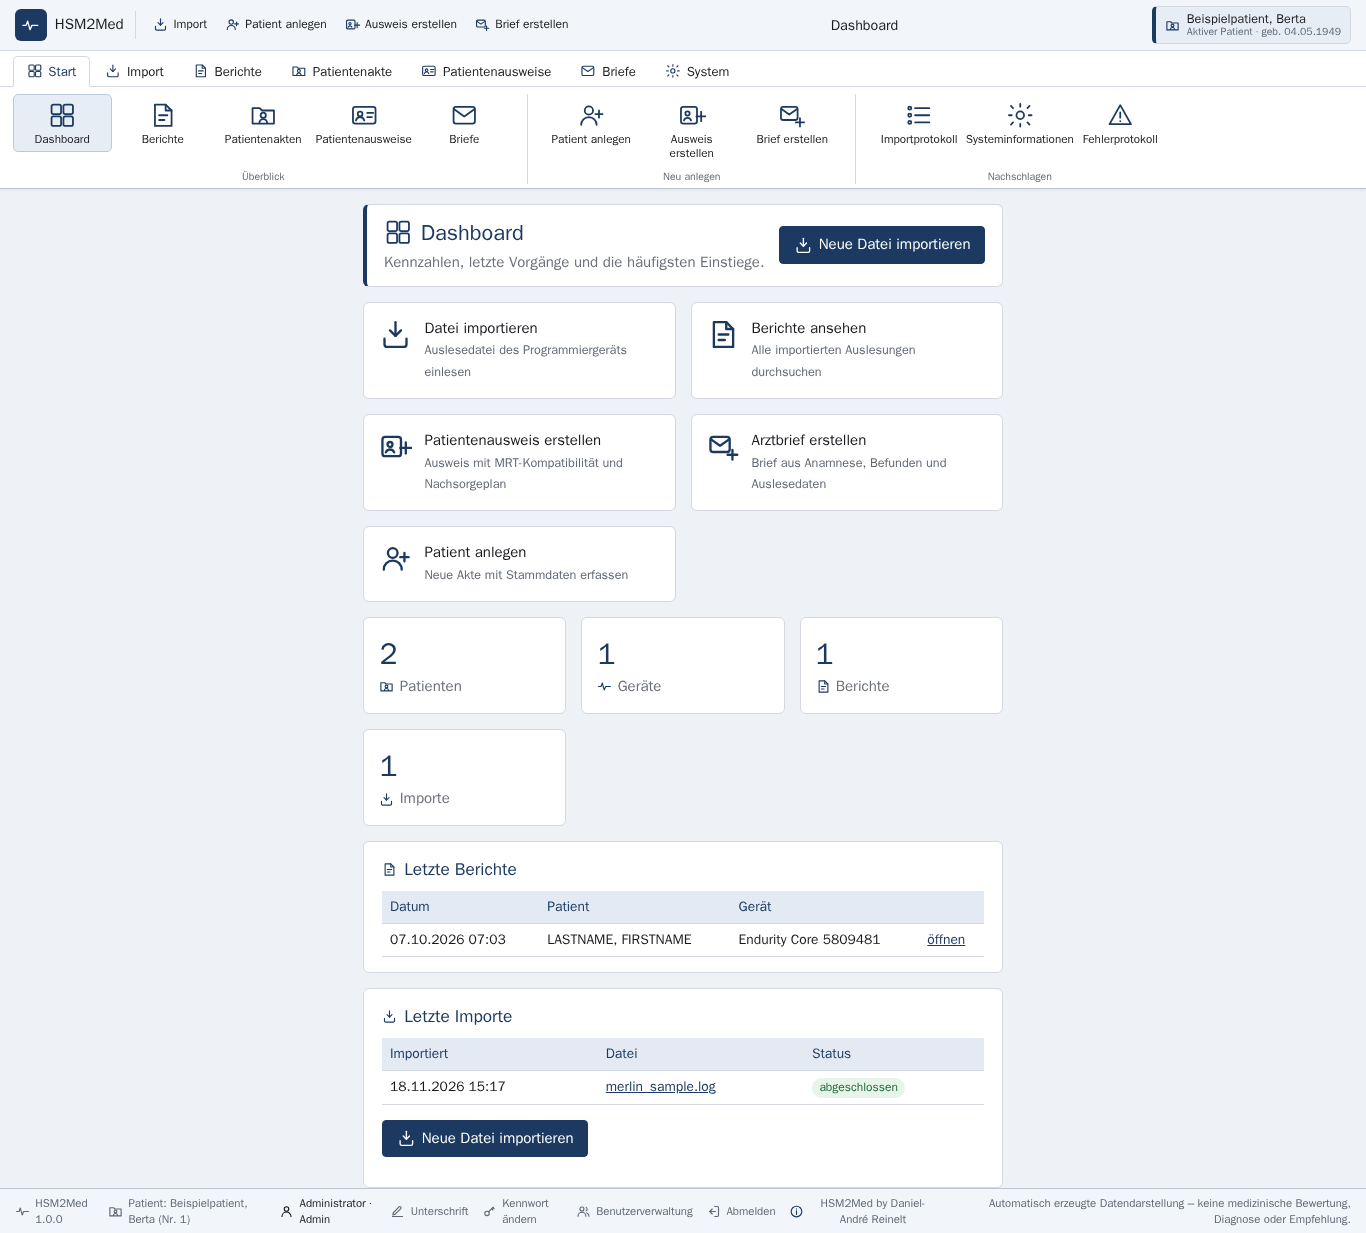 HSM2Med
Import
Patient anlegen
Ausweis erstellen
Brief erstellen
Dashboard
Beispielpatient, Berta
Aktiver Patient · geb. 04.05.1949
Start
Import
Berichte
Patientenakte
Patientenausweise
Briefe
System
Dashboard
Berichte
Patientenakten
Patientenausweise
Briefe
Überblick
Patient anlegen
Ausweis
erstellen
Brief erstellen
Neu anlegen
Importprotokoll
Systeminformationen
Fehlerprotokoll
Nachschlagen
Dashboard
Kennzahlen, letzte Vorgänge und die häufigsten Einstiege.
Neue Datei importieren
Datei importieren
Auslesedatei des Programmiergeräts
einlesen
Berichte ansehen
Alle importierten Auslesungen
durchsuchen
Patientenausweis erstellen
Ausweis mit MRT-Kompatibilität und
Nachsorgeplan
Arztbrief erstellen
Brief aus Anamnese, Befunden und
Auslesedaten
Patient anlegen
Neue Akte mit Stammdaten erfassen
2
Patienten
1
Geräte
1
Berichte
1
Importe
Letzte Berichte
Datum Patient Gerät
07.10.2026 07:03 LASTNAME, FIRSTNAME Endurity Core 5809481 öffnen
Letzte Importe
Importiert Datei Status
18.11.2026 15:17 merlin_sample.log abgeschlossen
Neue Datei importieren
HSM2Med
1.0.0
Patient: Beispielpatient,
Berta (Nr. 1)
Administrator ·
Admin
Unterschrift
Kennwort
ändern
Benutzerverwaltung
Abmelden
HSM2Med by Daniel-
André Reinelt
Automatisch erzeugte Datendarstellung – keine medizinische Bewertung,
Diagnose oder Empfehlung.